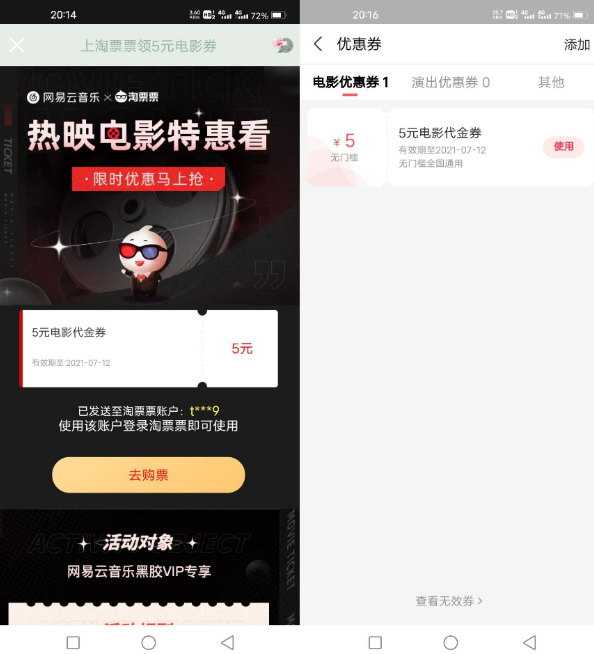 20:14
72%
上淘票票领5元电影券
网易云音乐×淘票票
热映电影特惠看
·限时优惠马上抢·
TICKET
5元电影代金券
有效期至:2021-07-12
5元
已发送至淘票票账户：t***9
使用该账户登录淘票票即可使用
去购票
活动对象
网易云音乐黑胶VIP专享
20:16
71%
优惠券
添加
电影优惠券 1
演出优惠券 0
其他
¥ 5
无门槛
5元电影代金券
有效期至2021-07-12
无门槛全国通用
使用
查看无效券 >